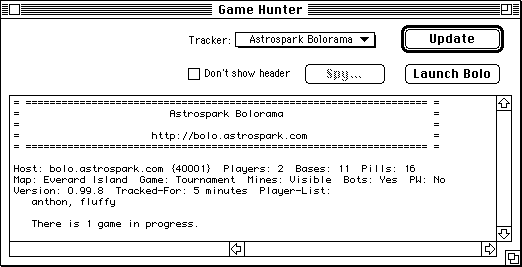 Game Hunter
Tracker: Astrospark Bolorama
Update
Don't show header
Spy...
Launch Bolo
= ================================================================= =
= Astrospark Bolorama =
= =
= http://bolo.astrospark.com =
= ================================================================= =
Host: bolo.astrospark.com {40001} Players: 2 Bases: 11 Pills: 16
Map: Everard Island Game: Tournament Mines: Visible Bots: Yes PW: No
Version: 0.99.8 Tracked-For: 5 minutes Player-List:
anthon, fluffy
There is 1 game in progress.